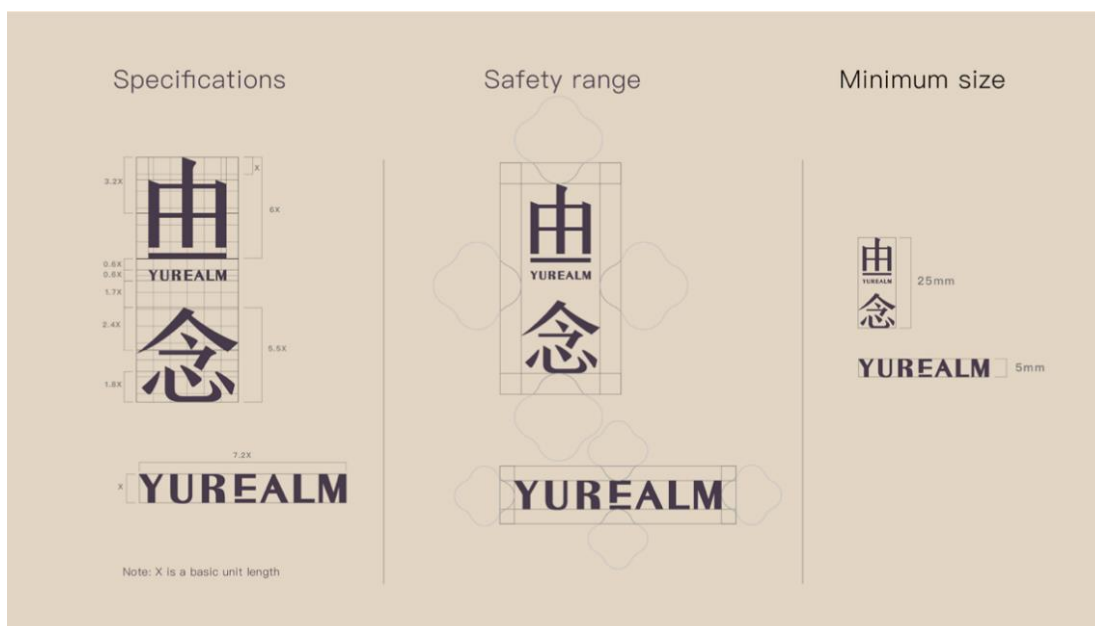 Specifications
Safety range
Minimum size
3.2X
X
6X
由
0.6X
0.6X
YUREALM
1.7X
念
2.4X
5.5X
1.8X
7.2X
X
YUREALM
Note: X is a basic unit length
由
YUREALM
念
YUREALM
由
YUREALM
念
25mm
YUREALM
5mm